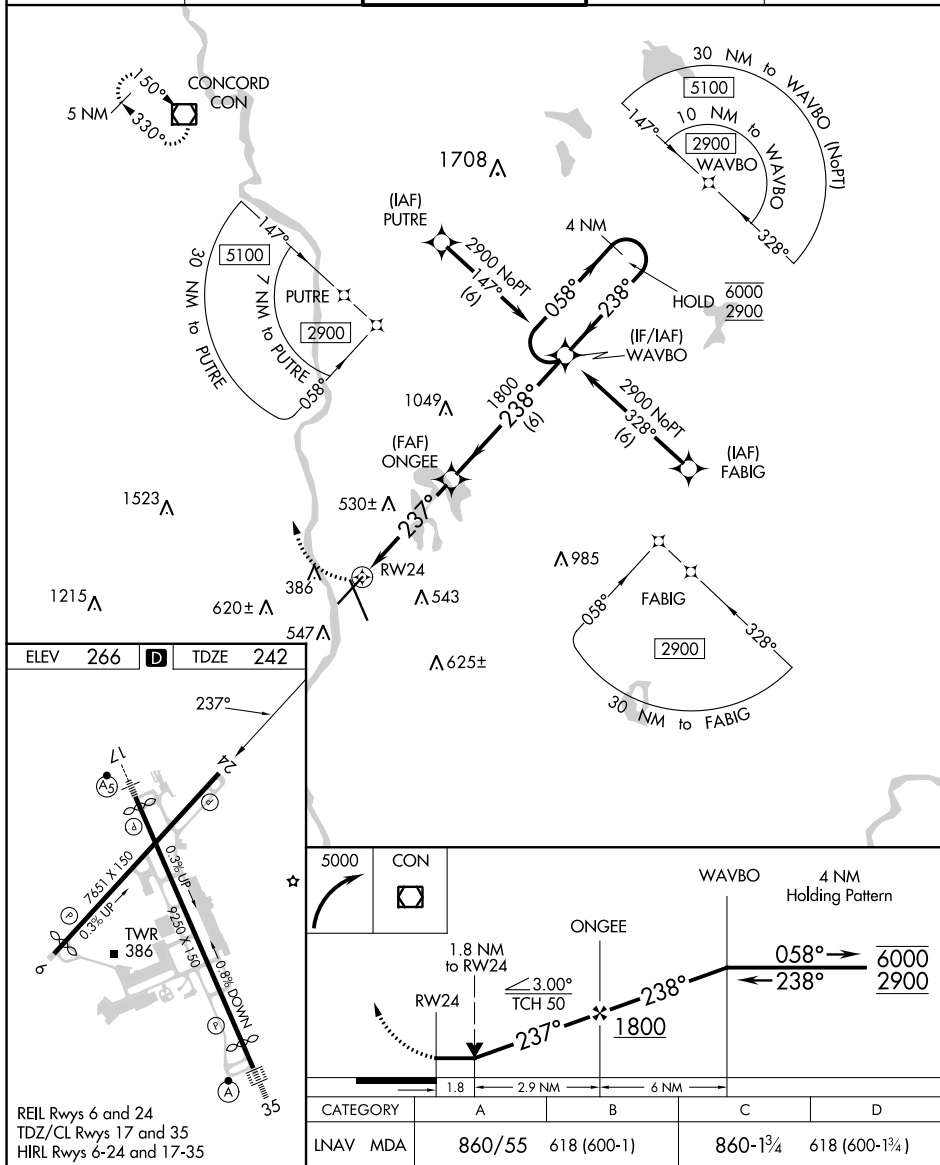 CONCORD
CON
150°
330°
5 NM
30 NM to WAVBO (NoPT)
5100
10 NM to WAVBO
2900
147°
WAVBO
328°
1708
(IAF)
PUTRE
2900 NoPT
147°
(6)
4 NM
058°
238°
HOLD 6000
2900
(IF/IAF)
WAVBO
147°
5100
30 NM to PUTRE
7 NM to PUTRE
PUTRE
2900
058°
1800
238°
(6)
2900 NoPT
328°
(6)
(IAF)
FABIG
1049
(FAF)
ONGEE
1523
530±
237°
RW24
386
985
1215
620±
543
547
625±
FABIG
058°
328°
2900
30 NM to FABIG
ELEV 266 D TDZE 242
237°
17
24
A5
P
P
7651 X 150
0.3% UP
0.3% UP
9250 X 150
0.8% DOWN
P
TWR
386
6
P
A
35
REIL Rwys 6 and 24
TDZ/CL Rwys 17 and 35
HIRL Rwys 6-24 and 17-35
5000
CON
WAVBO
4 NM
Holding Pattern
ONGEE
1.8 NM
to RW24
058°
6000
238°
2900
3.00°
TCH 50
238°
RW24
237°
1800
1.8
2.9 NM
6 NM
CATEGORY A B C D
LNAV MDA 860/55 618 (600-1) 860-1¾ 618 (600-1¾)